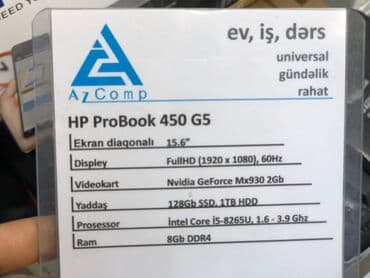 ev, iş, dərs
universal
gündəlik
rahat
AzComp
HP ProBook 450 G5
Ekran diaqonalı 15.6"
Displey FullHD (1920 x 1080), 60Hz
Videokart Nvidia GeForce Mx930 2Gb
Yaddaş 128Gb SSD, 1TB HDD
Prosessor İntel Core İ5-8265U, 1.6 - 3.9 Ghz
Ram 8Gb DDR4